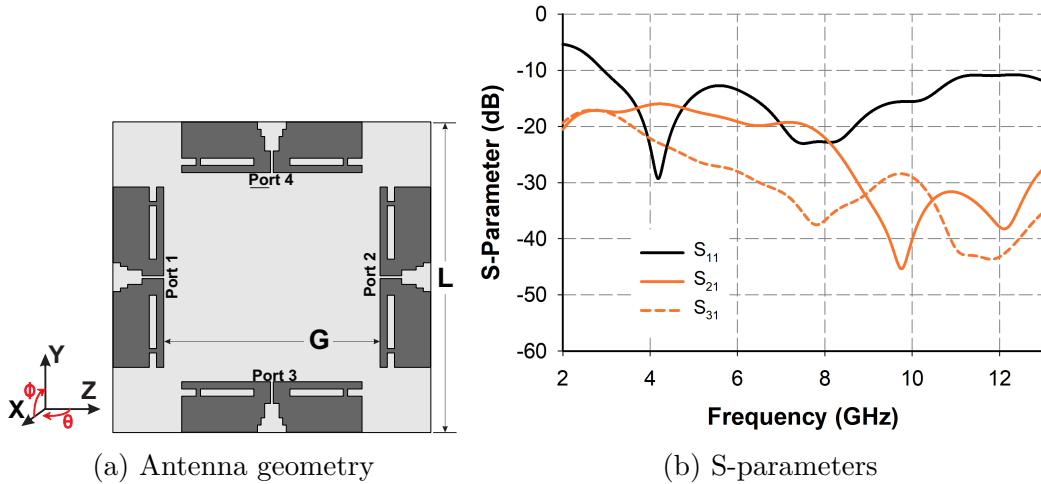 Port 4
Port 1
Port 2
L
G
Port 3
Y
Z
X
ϕ
θ
(a) Antenna geometry
S-Parameter (dB)
0
-10
-20
-30
-40
-50
-60
S11
S21
S31
2 4 6 8 10 12
Frequency (GHz)
(b) S-parameters